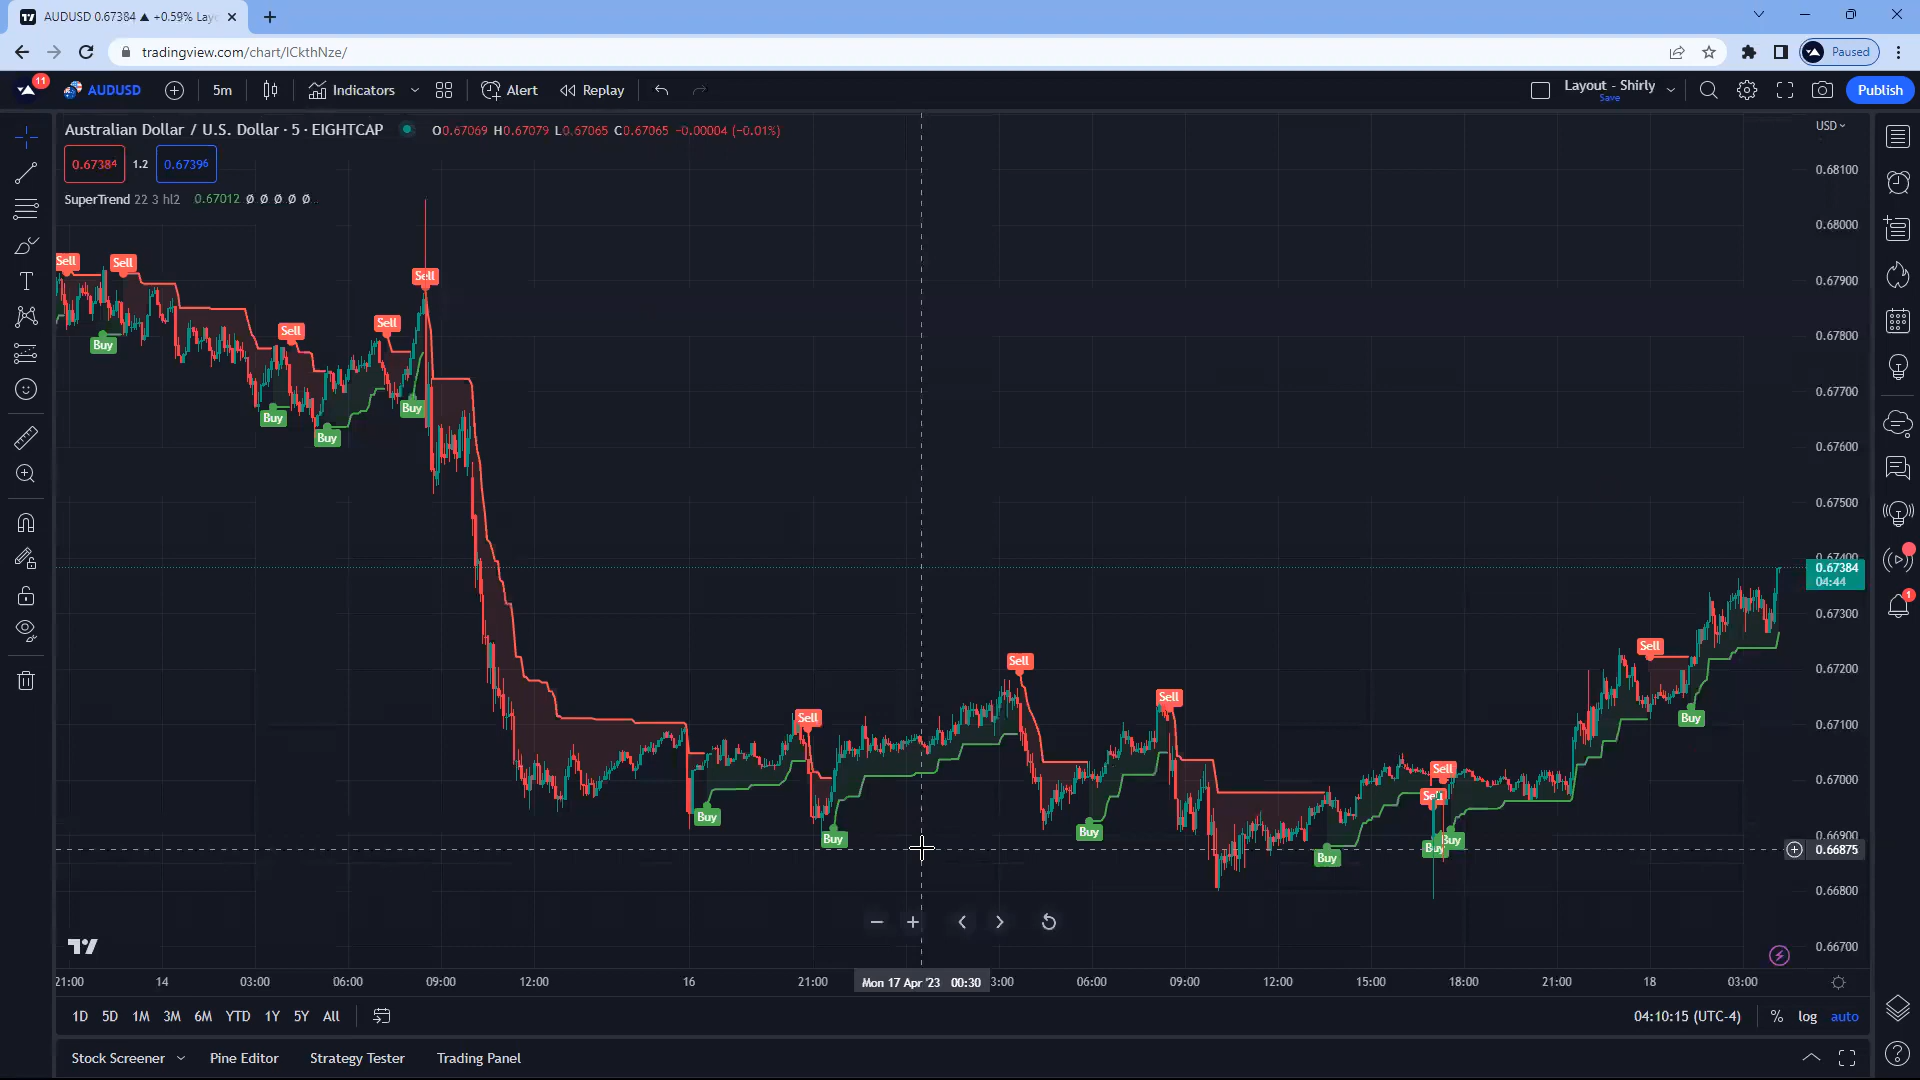 AUDUSD 0.67384 ▲ +0.59% Lay
tradingview.com/chart/ICkthNze/
Paused
11
AUDUSD
5m
Indicators
Alert
Replay
Layout - Shirly
Save
Publish
Australian Dollar / U.S. Dollar · 5 · EIGHTCAP
O0.67069 H0.67079 L0.67065 C0.67065 −0.00004 (−0.01%)
USD
0.67384
1.2
0.67396
SuperTrend 22 3 hl2 0.67012 Ø Ø Ø Ø Ø
0.68100
0.68000
0.67900
0.67800
0.67700
0.67600
0.67500
0.67400
0.67384
04:44
0.67300
0.67200
0.67100
0.67000
0.66900
0.66875
0.66800
0.66700
1
Sell
Sell
Buy
Sell
Buy
Buy
Sell
Buy
Sell
Buy
Sell
Buy
Sell
Buy
Sell
Buy
Sell
Sell
Buy
Buy
Sell
Buy
21:00
14
03:00
06:00
09:00
12:00
16
21:00
Mon 17 Apr '23 00:30
3:00
06:00
09:00
12:00
15:00
18:00
21:00
18
03:00
1D 5D 1M 3M 6M YTD 1Y 5Y All
04:10:15 (UTC-4)
% log auto
Stock Screener
Pine Editor
Strategy Tester
Trading Panel